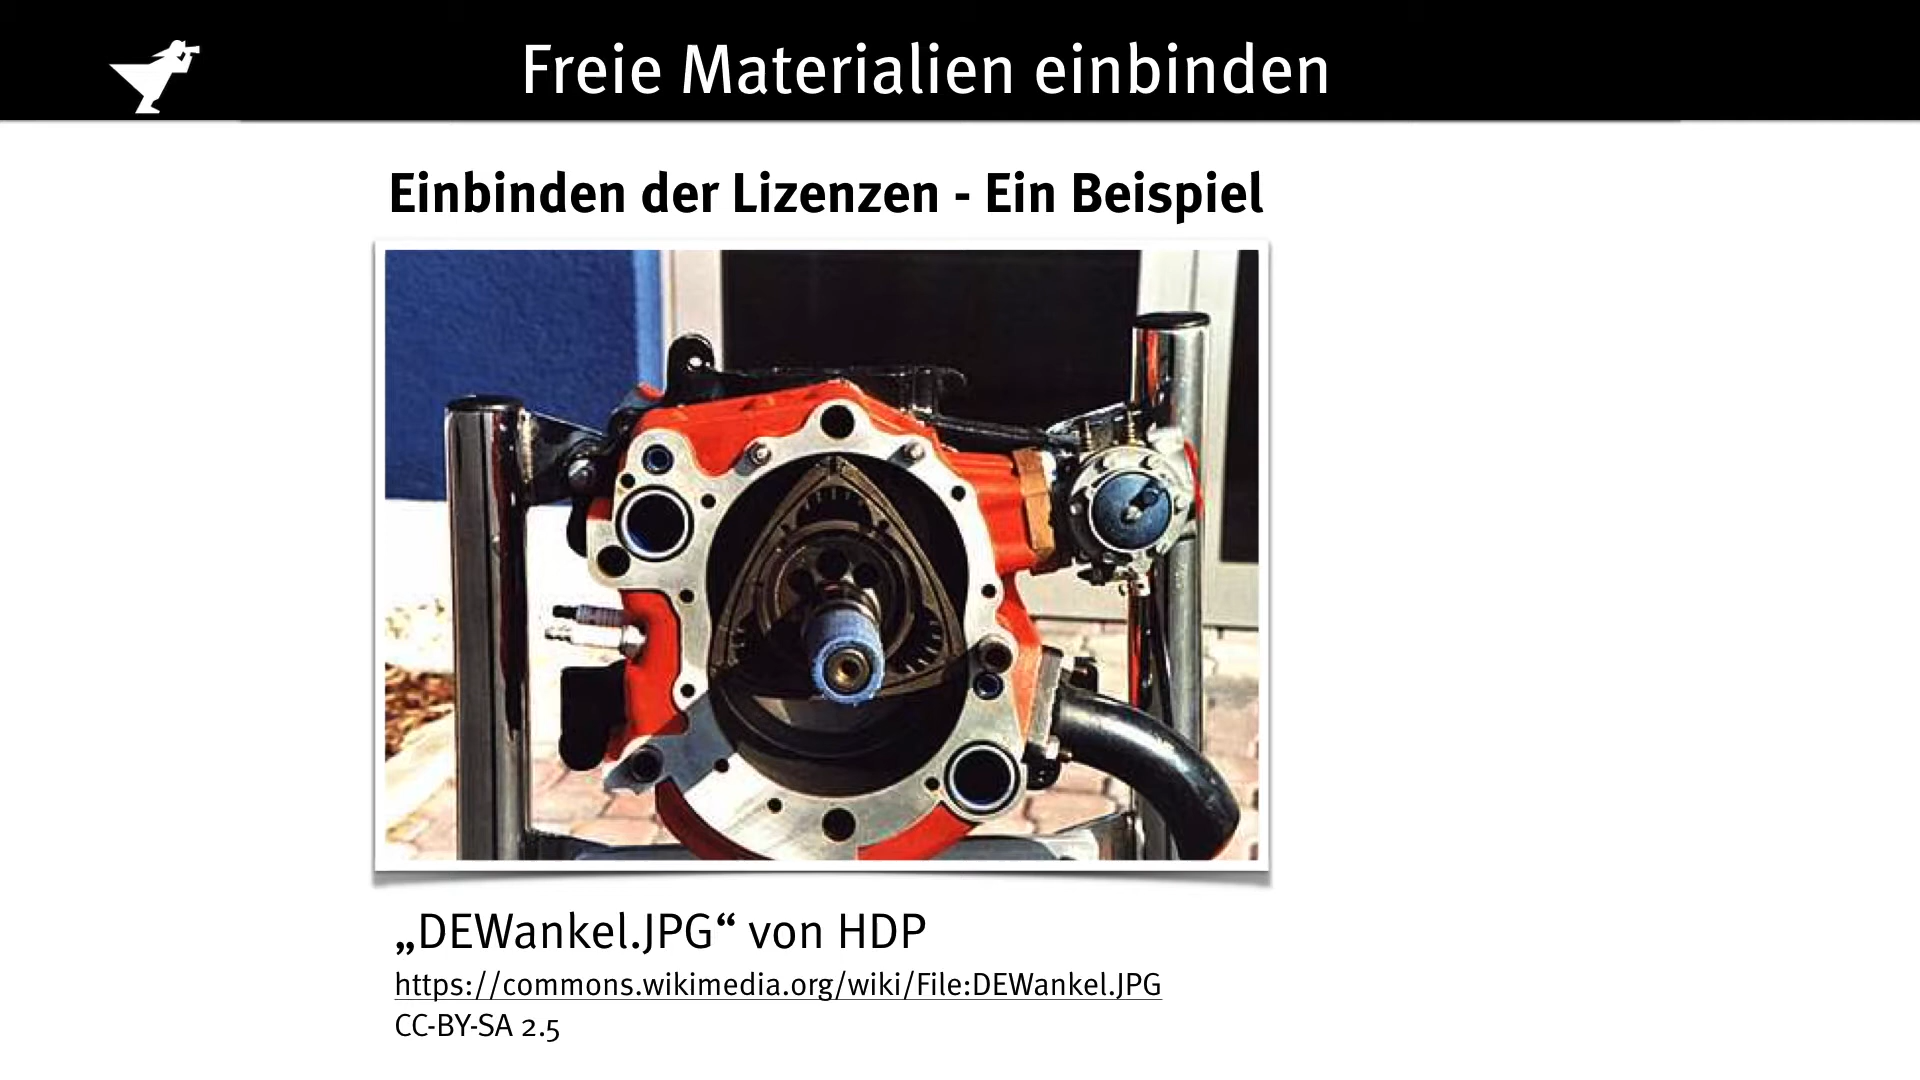 Freie Materialien einbinden
Einbinden der Lizenzen - Ein Beispiel
„DEWankel.JPG“ von HDP
https://commons.wikimedia.org/wiki/File:DEWankel.JPG
CC-BY-SA 2.5